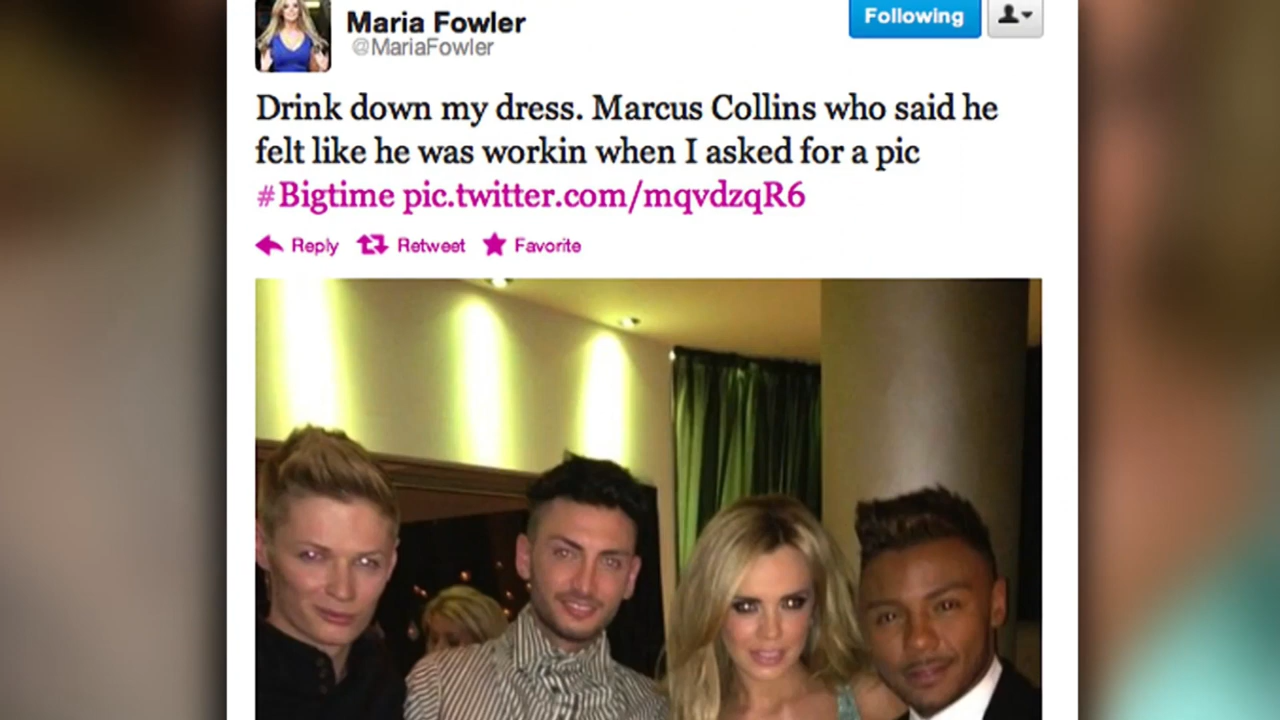 Maria Fowler
@MariaFowler
Following
Drink down my dress. Marcus Collins who said he
felt like he was workin when I asked for a pic
#Bigtime pic.twitter.com/mqvdzqR6
Reply Retweet Favorite